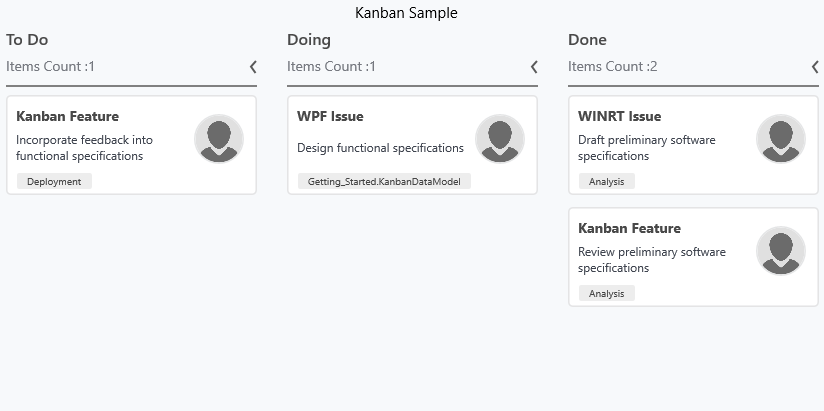 Kanban Sample
To Do
Items Count :1
Kanban Feature
Incorporate feedback into
functional specifications
Deployment
Doing
Items Count :1
WPF Issue
Design functional specifications
Getting_Started.KanbanDataModel
Done
Items Count :2
WINRT Issue
Draft preliminary software
specifications
Analysis
Kanban Feature
Review preliminary software
specifications
Analysis